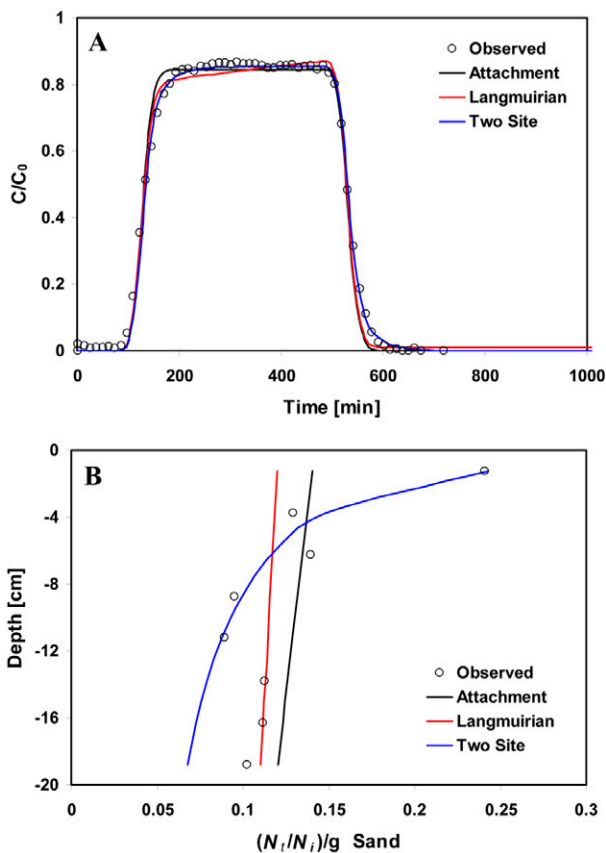 A
C/C0
1
0.8
0.6
0.4
0.2
0
0
200
400
600
800
1000
Time [min]
Observed
Attachment
Langmuirian
Two Site
B
Depth [cm]
0
-4
-8
-12
-16
-20
0
0.05
0.1
0.15
0.2
0.25
0.3
(Nt/Ni)/g Sand
Observed
Attachment
Langmuirian
Two Site